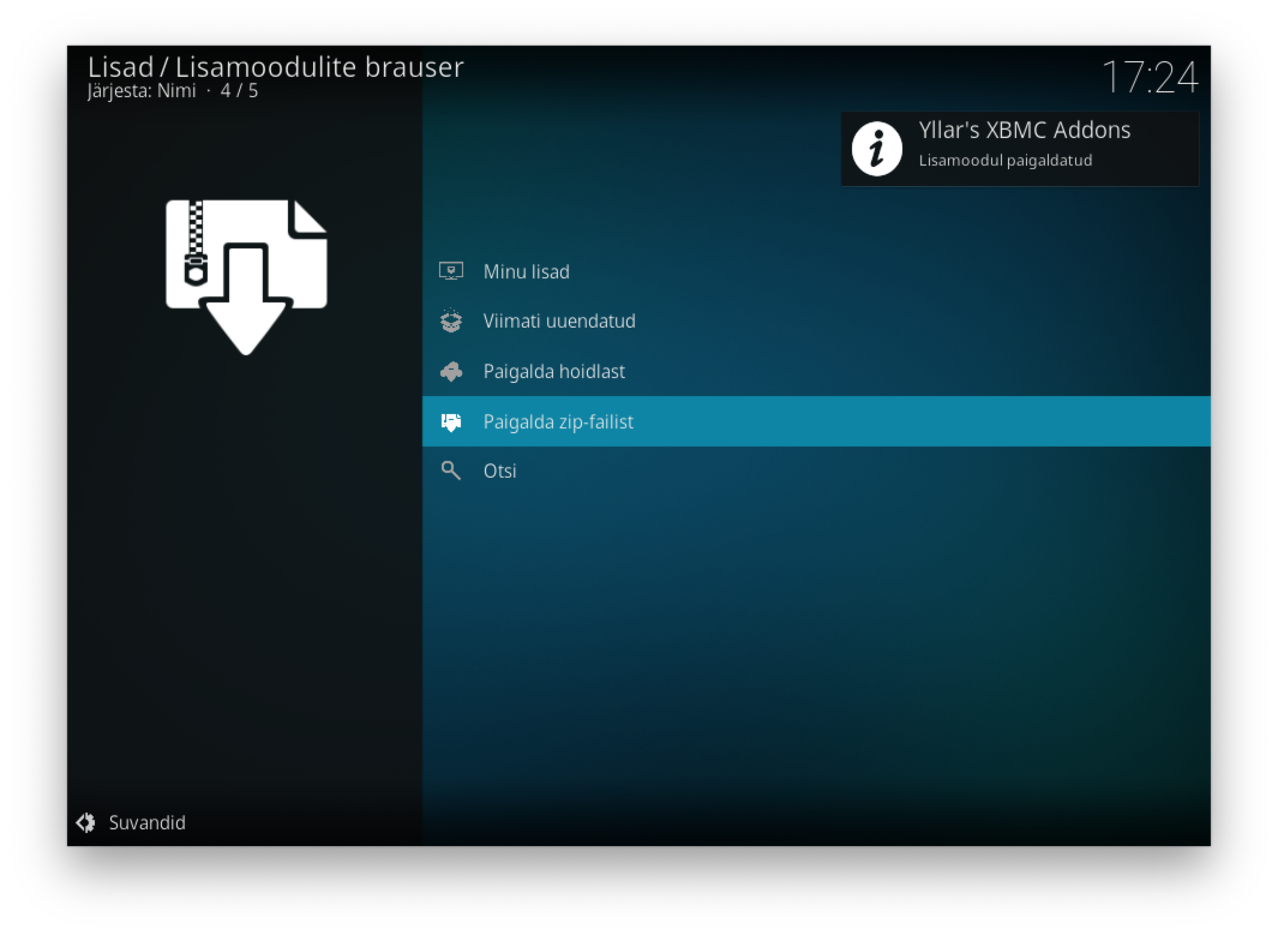 Lisad / Lisamoodulite brauser
Järjesta: Nimi · 4 / 5
17:24
Yllar's XBMC Addons
Lisamoodul paigaldatud
Minu lisad
Viimati uuendatud
Paigalda hoidlast
Paigalda zip-failist
Otsi
Suvandid